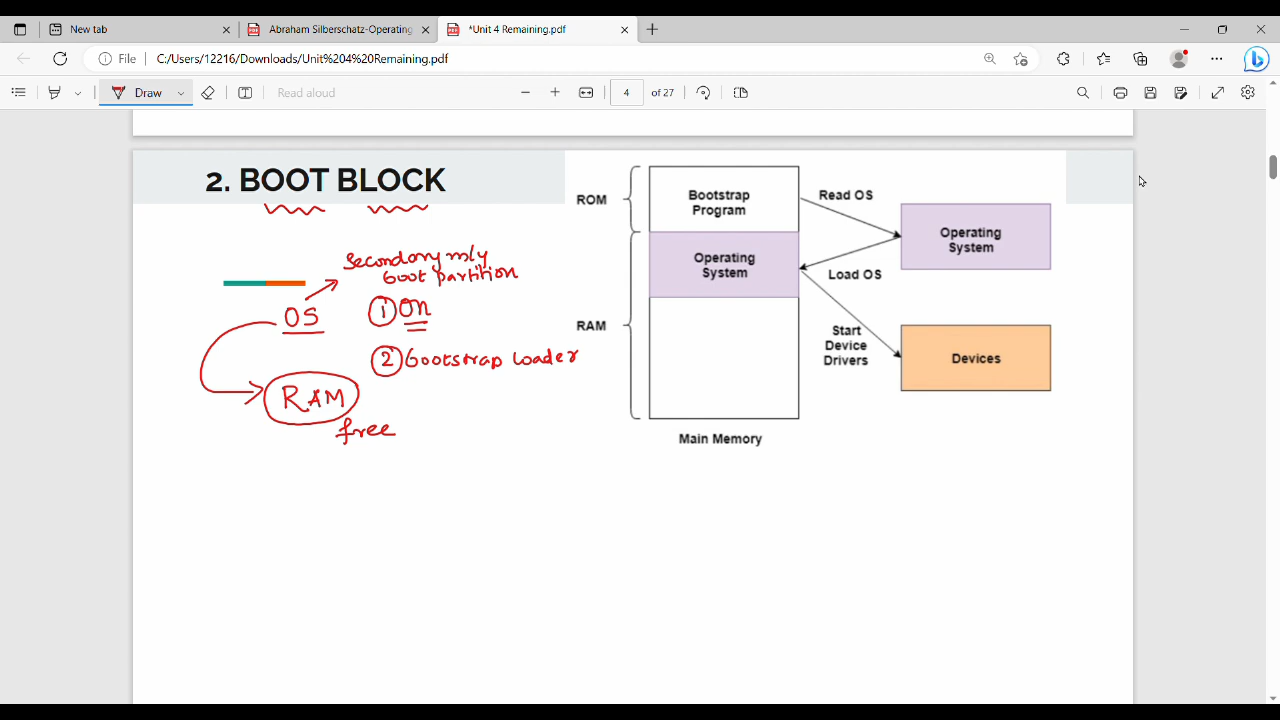 New tab
Abraham Silberschatz-Operating
*Unit 4 Remaining.pdf
File
C:/Users/12216/Downloads/Unit%204%20Remaining.pdf
Draw
Read aloud
4 of 27
2. BOOT BLOCK
ROM
Bootstrap
Program
Read OS
Operating
System
Operating
System
Load OS
RAM
Start
Device
Drivers
Devices
Main Memory
Secondary
boot partition
OS
1 On
2 bootstrap loader
RAM
free